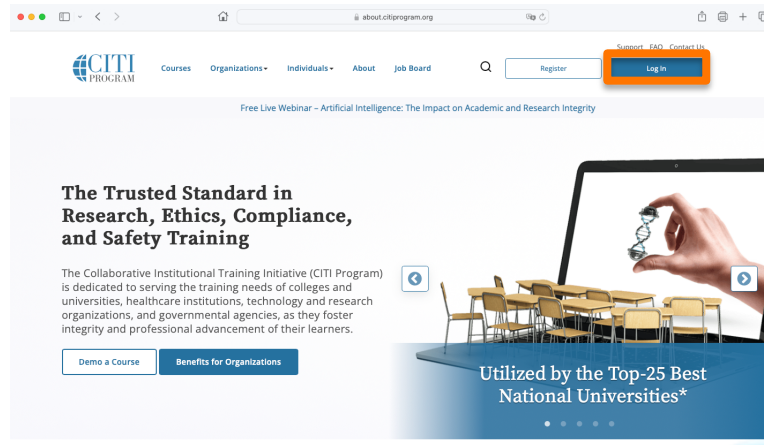 about.citiprogram.org
Support FAQ Contact Us
CITI
PROGRAM
Courses Organizations Individuals About Job Board Register Log In
Free Live Webinar – Artificial Intelligence: The Impact on Academic and Research Integrity
The Trusted Standard in
Research, Ethics, Compliance,
and Safety Training
The Collaborative Institutional Training Initiative (CITI Program)
is dedicated to serving the training needs of colleges and
universities, healthcare institutions, technology and research
organizations, and governmental agencies, as they foster
integrity and professional advancement of their learners.
Demo a Course Benefits for Organizations
Utilized by the Top-25 Best
National Universities*